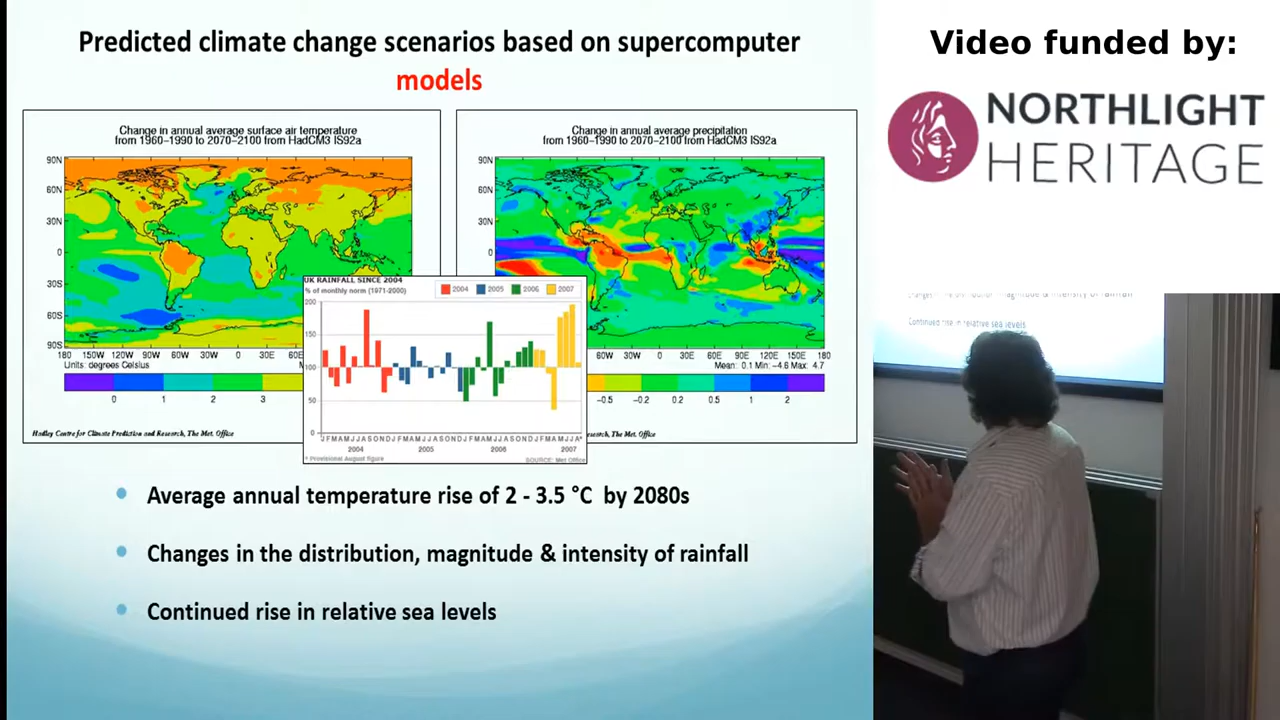 Predicted climate change scenarios based on supercomputer
models
Change in annual average surface air temperature
from 1960–1990 to 2070–2100 from HadCM3 IS92a
90N
60N
30N
0
30S
60S
90S
180 150W 120W 90W 60W 30W 0 30E 60E
Units: degrees Celsius
0 1 2 3
Hadley Centre for Climate Prediction and Research, The Met. Office
Change in annual average precipitation
from 1960–1990 to 2070–2100 from HadCM3 IS92a
90N
60N
30N
0
60W 30W 0 30E 60E 90E 120E 150E 180
Mean: 0.1 Min: –4.6 Max: 4.7
–0.5 –0.2 0.2 0.5 1 2
The Met. Office
UK RAINFALL SINCE 2004
% of monthly norm (1971-2000)
2004 2005 2006 2007
200
150
100
50
0
J F M A M J J A S O N D J F M A M J J A S O N D J F M A M J J A S O N D J F M A M J J A*
2004 2005 2006 2007
* Provisional August figure
SOURCE: Met Office
Average annual temperature rise of 2 - 3.5 °C by 2080s
Changes in the distribution, magnitude & intensity of rainfall
Continued rise in relative sea levels
Video funded by:
NORTHLIGHT
HERITAGE
Continued rise in relative sea levels